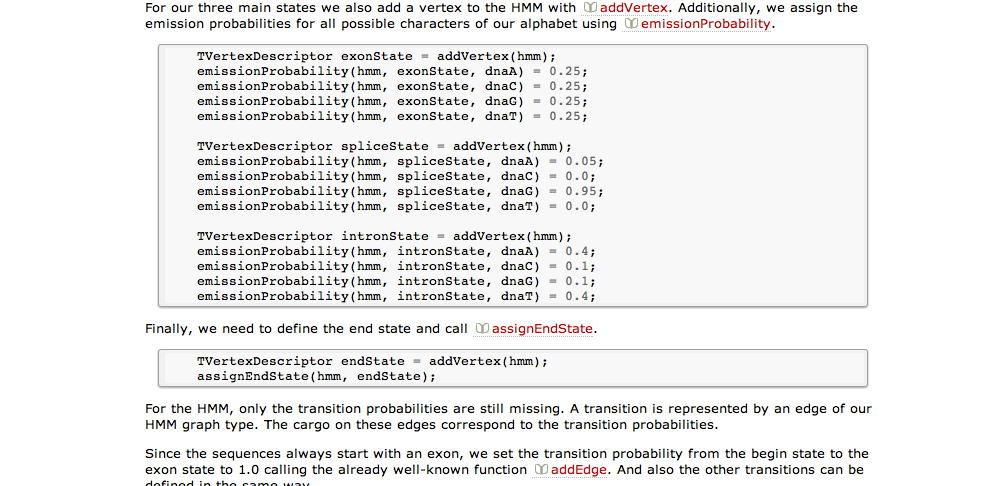 For our three main states we also add a vertex to the HMM with addVertex. Additionally, we assign the
emission probabilities for all possible characters of our alphabet using emissionProbability.
TVertexDescriptor exonState = addVertex(hmm);
emissionProbability(hmm, exonState, dnaA) = 0.25;
emissionProbability(hmm, exonState, dnaC) = 0.25;
emissionProbability(hmm, exonState, dnaG) = 0.25;
emissionProbability(hmm, exonState, dnaT) = 0.25;
TVertexDescriptor spliceState = addVertex(hmm);
emissionProbability(hmm, spliceState, dnaA) = 0.05;
emissionProbability(hmm, spliceState, dnaC) = 0.0;
emissionProbability(hmm, spliceState, dnaG) = 0.95;
emissionProbability(hmm, spliceState, dnaT) = 0.0;
TVertexDescriptor intronState = addVertex(hmm);
emissionProbability(hmm, intronState, dnaA) = 0.4;
emissionProbability(hmm, intronState, dnaC) = 0.1;
emissionProbability(hmm, intronState, dnaG) = 0.1;
emissionProbability(hmm, intronState, dnaT) = 0.4;
Finally, we need to define the end state and call assignEndState.
TVertexDescriptor endState = addVertex(hmm);
assignEndState(hmm, endState);
For the HMM, only the transition probabilities are still missing. A transition is represented by an edge of our
HMM graph type. The cargo on these edges correspond to the transition probabilities.
Since the sequences always start with an exon, we set the transition probability from the begin state to the
exon state to 1.0 calling the already well-known function addEdge. And also the other transitions can be
defined in the same way.